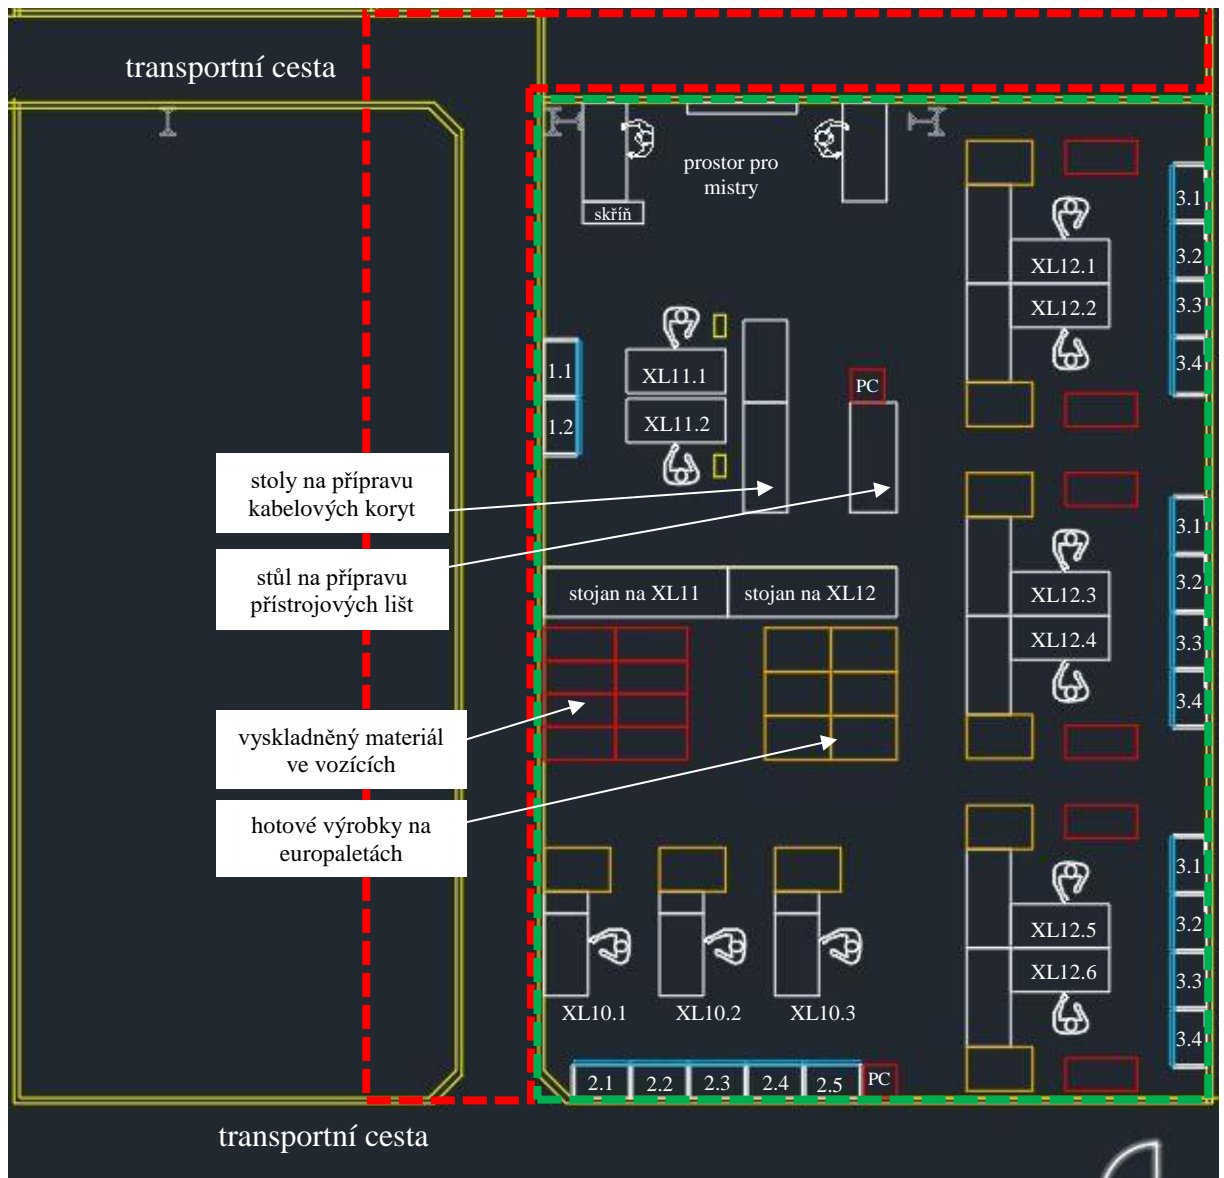 transportní cesta
prostor pro
mistry
skříň
3.1
3.2
3.3
3.4
XL12.1
XL12.2
1.1
1.2
XL11.1
XL11.2
PC
stoly na přípravu
kabelových koryt
stůl na přípravu
přístrojových lišt
stojan na XL11
stojan na XL12
XL12.3
XL12.4
3.1
3.2
3.3
3.4
vyskladněný materiál
ve vozících
hotové výrobky na
europaletách
XL12.5
XL12.6
3.1
3.2
3.3
3.4
XL10.1
XL10.2
XL10.3
2.1
2.2
2.3
2.4
2.5
PC
transportní cesta